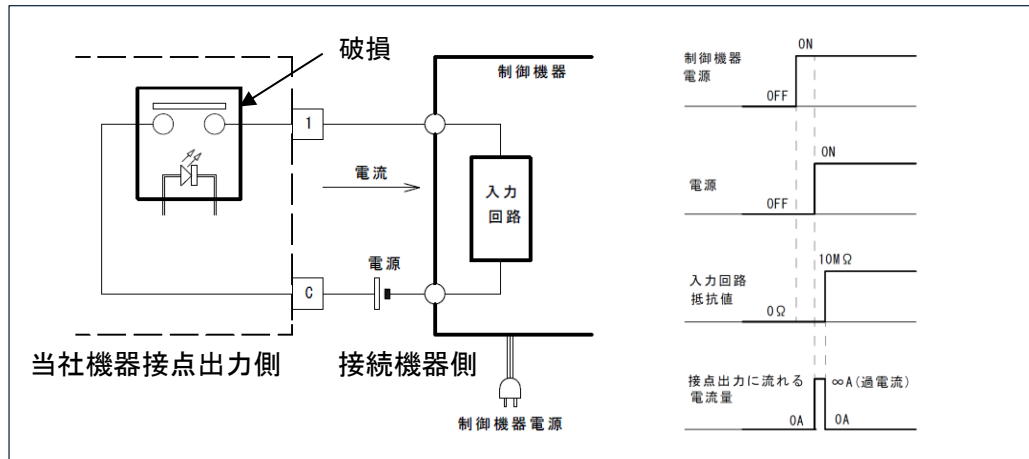 破損
制御機器
1
電流
入力
回路
電源
C
当社機器接点出力側
接続機器側
制御機器電源
ON
制御機器
電源
OFF
ON
電源
OFF
10MΩ
入力回路
抵抗値
0Ω
接点出力に流れる
電流量
∞A(過電流)
0A
0A